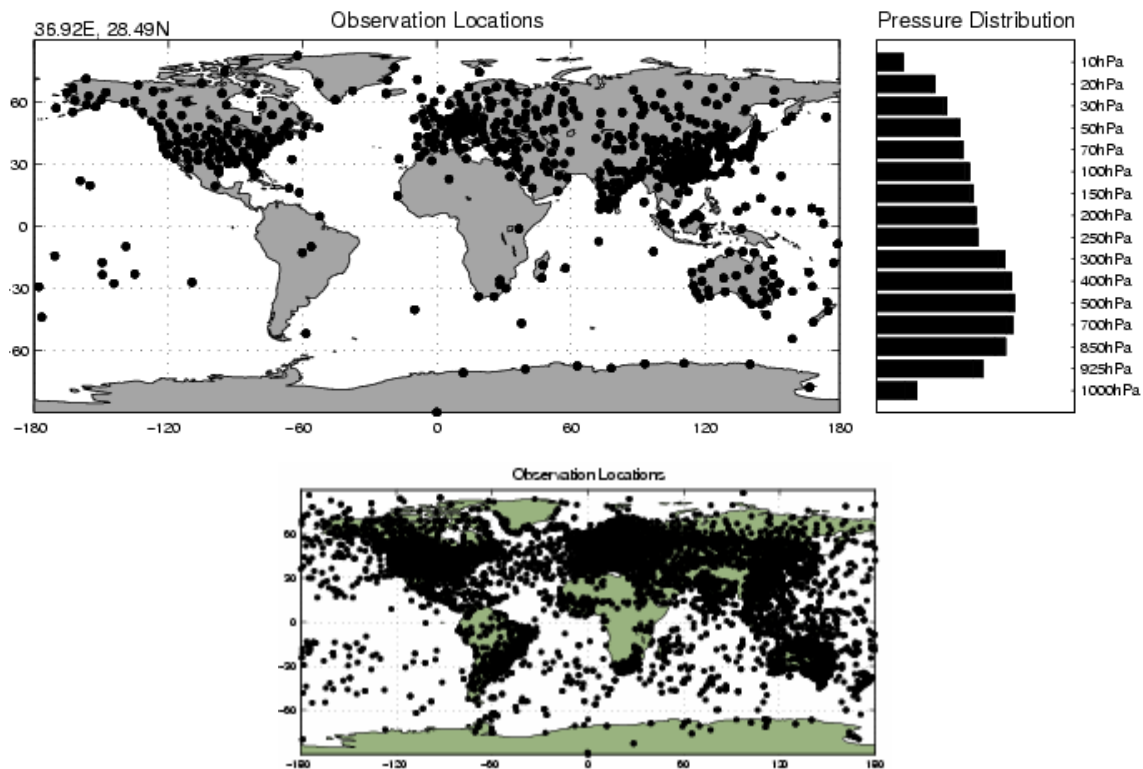 Observation Locations
36.92E, 28.49N
60
30
0
-30
-60
-180
-120
-60
0
60
120
180
Pressure Distribution
10hPa
20hPa
30hPa
50hPa
70hPa
100hPa
150hPa
200hPa
250hPa
300hPa
400hPa
500hPa
700hPa
850hPa
925hPa
1000hPa
Observation Locations
60
30
0
-30
-60
-180
-120
-60
0
60
120
180